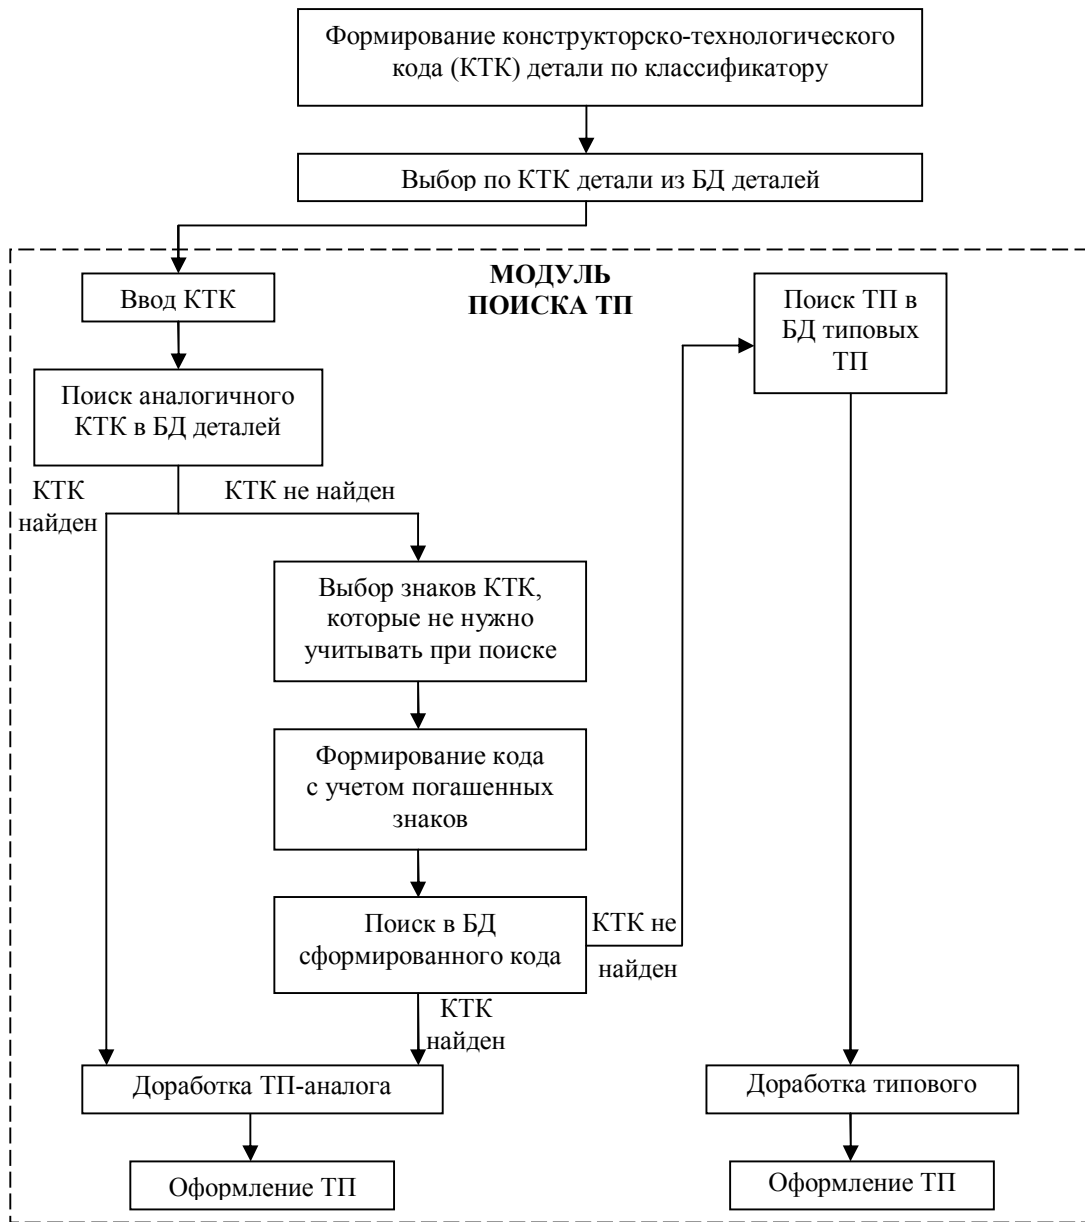 Формирование конструкторско-технологического
кода (КТК) детали по классификатору
Выбор по КТК детали из БД деталей
МОДУЛЬ
ПОИСКА ТП
Ввод КТК
Поиск ТП в
БД типовых
ТП
Поиск аналогичного
КТК в БД деталей
КТК
найден
КТК не найден
Выбор знаков КТК,
которые не нужно
учитывать при поиске
Формирование кода
с учетом погашенных
знаков
Поиск в БД
сформированного кода
КТК не
найден
КТК
найден
Доработка ТП-аналога
Доработка типового
Оформление ТП
Оформление ТП